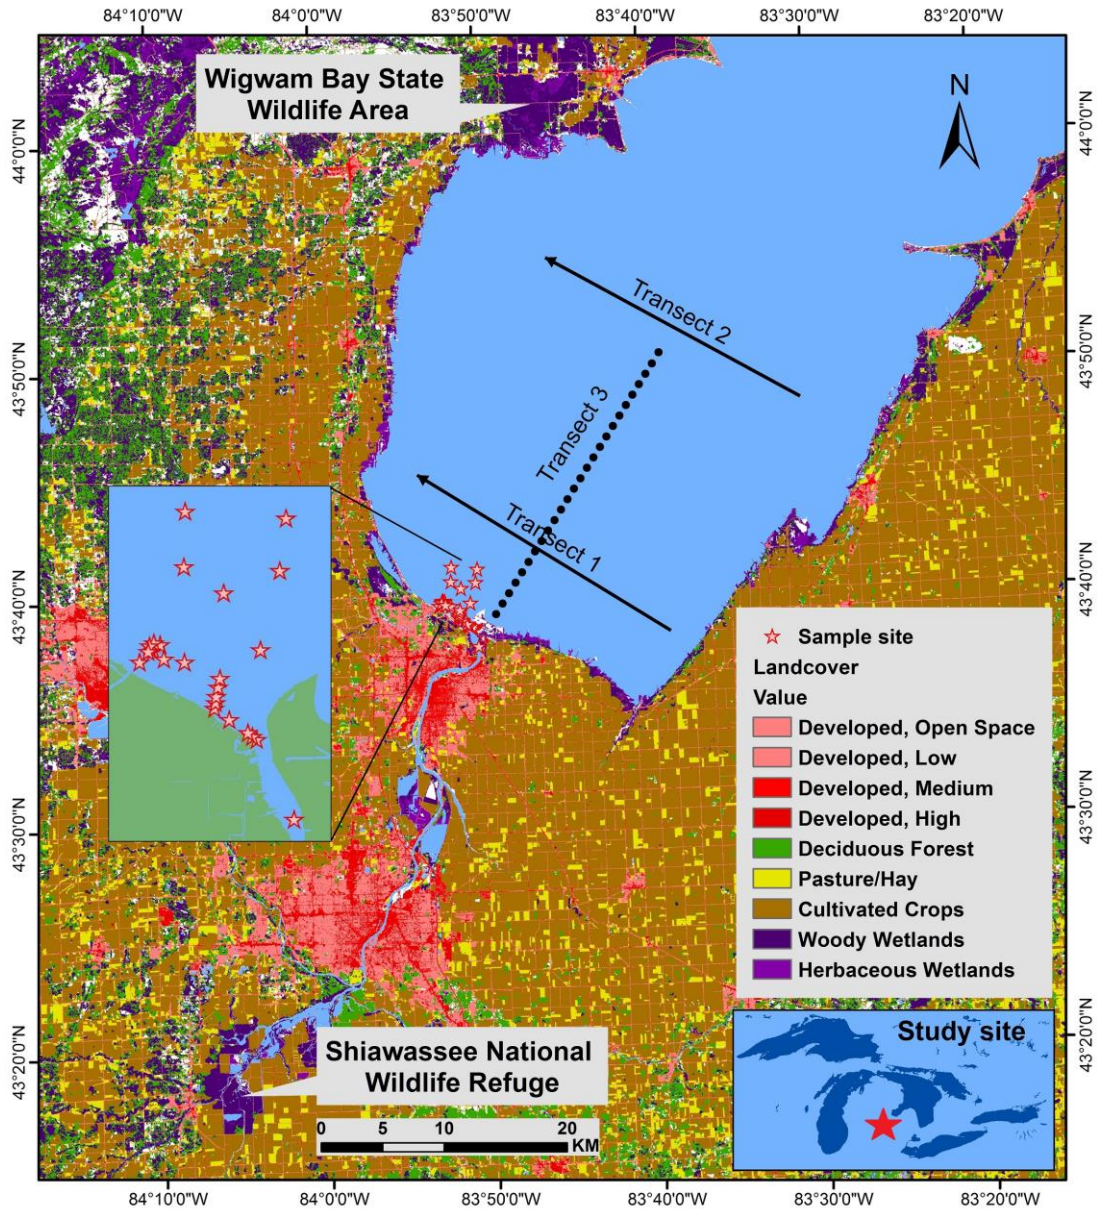 84°10'0"W 84°0'0"W 83°50'0"W 83°40'0"W 83°30'0"W 83°20'0"W
Wigwam Bay State
Wildlife Area
N
44°0'0"N
44°0'0"N
Transect 2
43°50'0"N
43°50'0"N
Transect 3
Transect 1
43°40'0"N
43°40'0"N
Sample site
Landcover
Value
Developed, Open Space
Developed, Low
Developed, Medium
Developed, High
Deciduous Forest
Pasture/Hay
Cultivated Crops
Woody Wetlands
Herbaceous Wetlands
43°30'0"N
43°30'0"N
Study site
43°20'0"N
43°20'0"N
Shiawassee National
Wildlife Refuge
0 5 10 20
KM
84°10'0"W 84°0'0"W 83°50'0"W 83°40'0"W 83°30'0"W 83°20'0"W